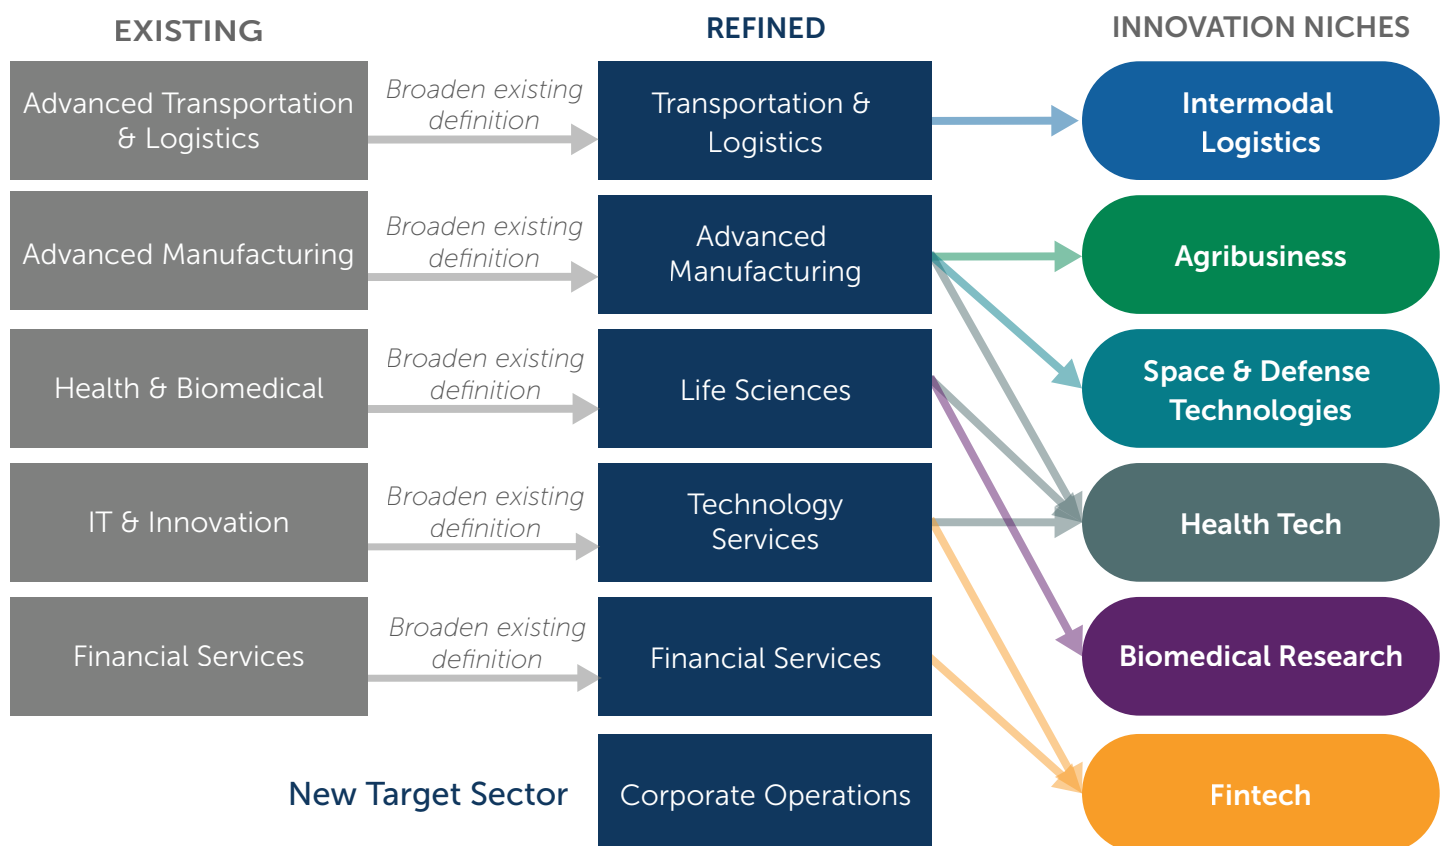 EXISTING
REFINED
INNOVATION NICHES
Advanced Transportation
& Logistics
Broaden existing
definition
Transportation &
Logistics
Intermodal
Logistics
Advanced Manufacturing
Broaden existing
definition
Advanced
Manufacturing
Agribusiness
Health & Biomedical
Broaden existing
definition
Life Sciences
Space & Defense
Technologies
IT & Innovation
Broaden existing
definition
Technology
Services
Health Tech
Financial Services
Broaden existing
definition
Financial Services
Biomedical Research
New Target Sector
Corporate Operations
Fintech